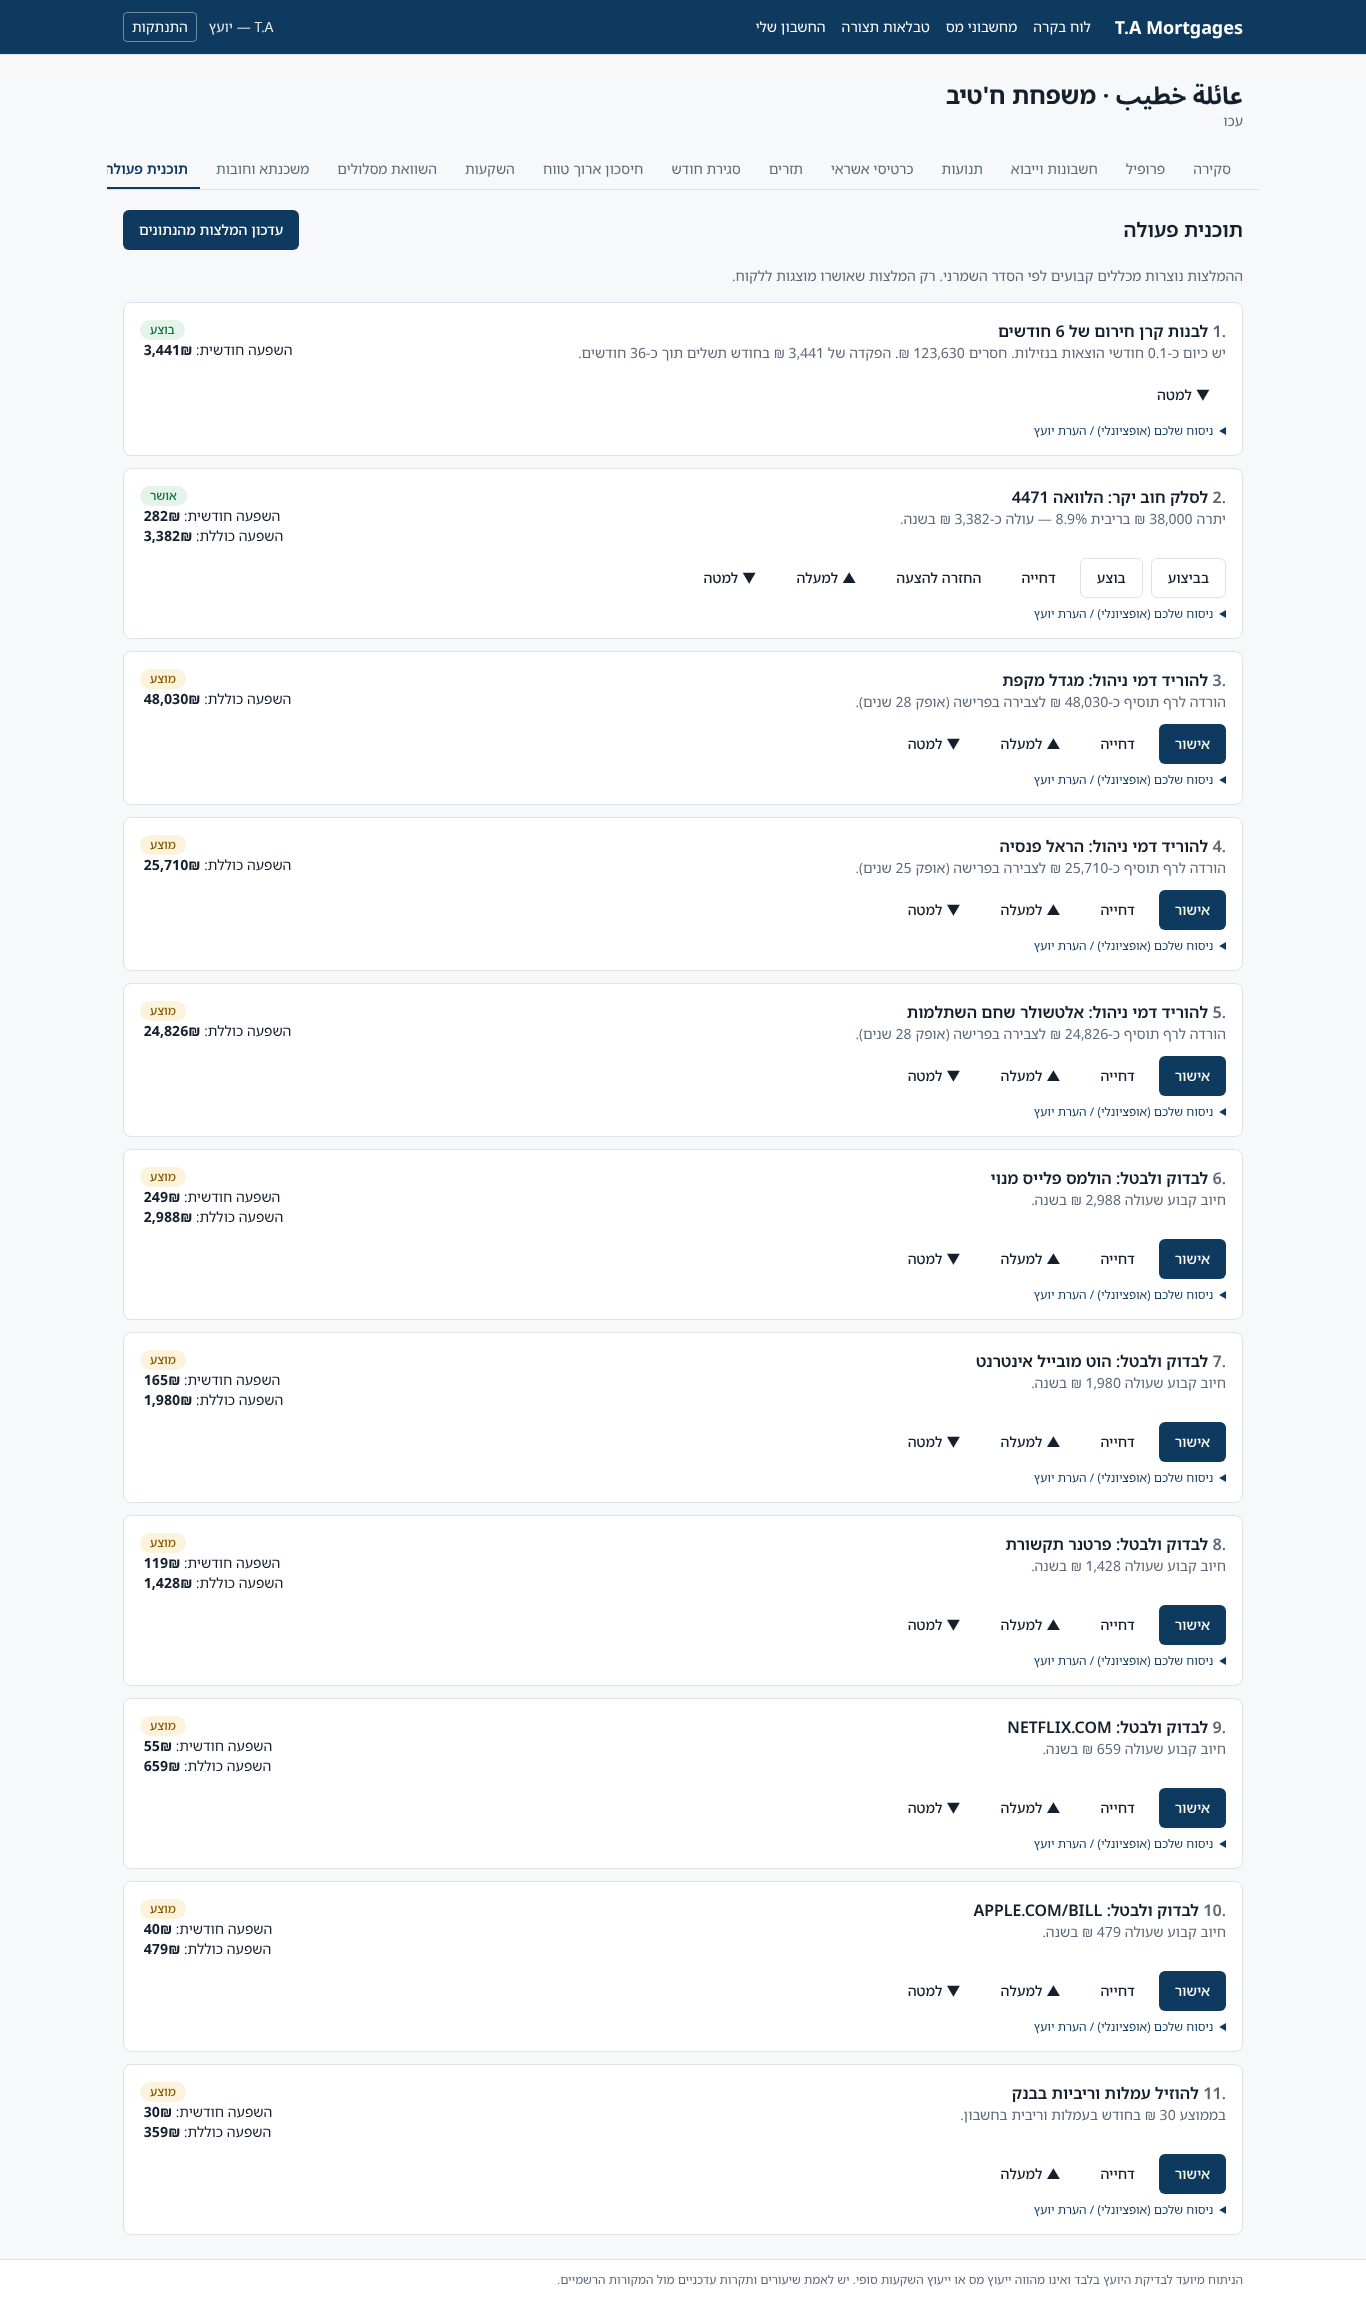 T.A Mortgages לוח בקרה מחשבוני מס טבלאות תצורה החשבון שלי T.A — יועץ התנתקות
عائلة خطيب · משפחת ח'טיב
עכו
סקירה פרופיל חשבונות וייבוא תנועות כרטיסי אשראי תזרים סגירת חודש חיסכון ארוך טווח השקעות השוואת מסלולים משכנתא וחובות תוכנית פעולה
תוכנית פעולה עדכון המלצות מהנתונים
ההמלצות נוצרות מכללים קבועים לפי הסדר השמרני. רק המלצות שאושרו מוצגות ללקוח.
1. לבנות קרן חירום של 6 חודשים בוצע
יש כיום כ-0.1 חודשי הוצאות בנזילות. חסרים 123,630 ₪. הפקדה של 3,441 ₪ בחודש תשלים תוך כ-36 חודשים. השפעה חודשית: 3,441₪
▼ למטה
◀ ניסוח שלכם (אופציונלי) / הערת יועץ
2. לסלק חוב יקר: הלוואה 4471 אושר
יתרה 38,000 ₪ בריבית 8.9% — עולה כ-3,382 ₪ בשנה. השפעה חודשית: 282₪
השפעה כוללת: 3,382₪
בביצוע בוצע דחייה החזרה להצעה ▲ למעלה ▼ למטה
◀ ניסוח שלכם (אופציונלי) / הערת יועץ
3. להוריד דמי ניהול: מגדל מקפת מוצע
הורדה לרף תוסיף כ-48,030 ₪ לצבירה בפרישה (אופק 28 שנים). השפעה כוללת: 48,030₪
אישור דחייה ▲ למעלה ▼ למטה
◀ ניסוח שלכם (אופציונלי) / הערת יועץ
4. להוריד דמי ניהול: הראל פנסיה מוצע
הורדה לרף תוסיף כ-25,710 ₪ לצבירה בפרישה (אופק 25 שנים). השפעה כוללת: 25,710₪
אישור דחייה ▲ למעלה ▼ למטה
◀ ניסוח שלכם (אופציונלי) / הערת יועץ
5. להוריד דמי ניהול: אלטשולר שחם השתלמות מוצע
הורדה לרף תוסיף כ-24,826 ₪ לצבירה בפרישה (אופק 28 שנים). השפעה כוללת: 24,826₪
אישור דחייה ▲ למעלה ▼ למטה
◀ ניסוח שלכם (אופציונלי) / הערת יועץ
6. לבדוק ולבטל: הולמס פלייס מנוי מוצע
חיוב קבוע שעולה 2,988 ₪ בשנה. השפעה חודשית: 249₪
השפעה כוללת: 2,988₪
אישור דחייה ▲ למעלה ▼ למטה
◀ ניסוח שלכם (אופציונלי) / הערת יועץ
7. לבדוק ולבטל: הוט מובייל אינטרנט מוצע
חיוב קבוע שעולה 1,980 ₪ בשנה. השפעה חודשית: 165₪
השפעה כוללת: 1,980₪
אישור דחייה ▲ למעלה ▼ למטה
◀ ניסוח שלכם (אופציונלי) / הערת יועץ
8. לבדוק ולבטל: פרטנר תקשורת מוצע
חיוב קבוע שעולה 1,428 ₪ בשנה. השפעה חודשית: 119₪
השפעה כוללת: 1,428₪
אישור דחייה ▲ למעלה ▼ למטה
◀ ניסוח שלכם (אופציונלי) / הערת יועץ
9. לבדוק ולבטל: NETFLIX.COM מוצע
חיוב קבוע שעולה 659 ₪ בשנה. השפעה חודשית: 55₪
השפעה כוללת: 659₪
אישור דחייה ▲ למעלה ▼ למטה
◀ ניסוח שלכם (אופציונלי) / הערת יועץ
10. לבדוק ולבטל: APPLE.COM/BILL מוצע
חיוב קבוע שעולה 479 ₪ בשנה. השפעה חודשית: 40₪
השפעה כוללת: 479₪
אישור דחייה ▲ למעלה ▼ למטה
◀ ניסוח שלכם (אופציונלי) / הערת יועץ
11. להוזיל עמלות וריביות בבנק מוצע
בממוצע 30 ₪ בחודש בעמלות וריבית בחשבון. השפעה חודשית: 30₪
השפעה כוללת: 359₪
אישור דחייה ▲ למעלה
◀ ניסוח שלכם (אופציונלי) / הערת יועץ
הניתוח מיועד לבדיקת היועץ בלבד ואינו מהווה ייעוץ מס או ייעוץ השקעות סופי. יש לאמת שיעורים ותקרות עדכניים מול המקורות הרשמיים.